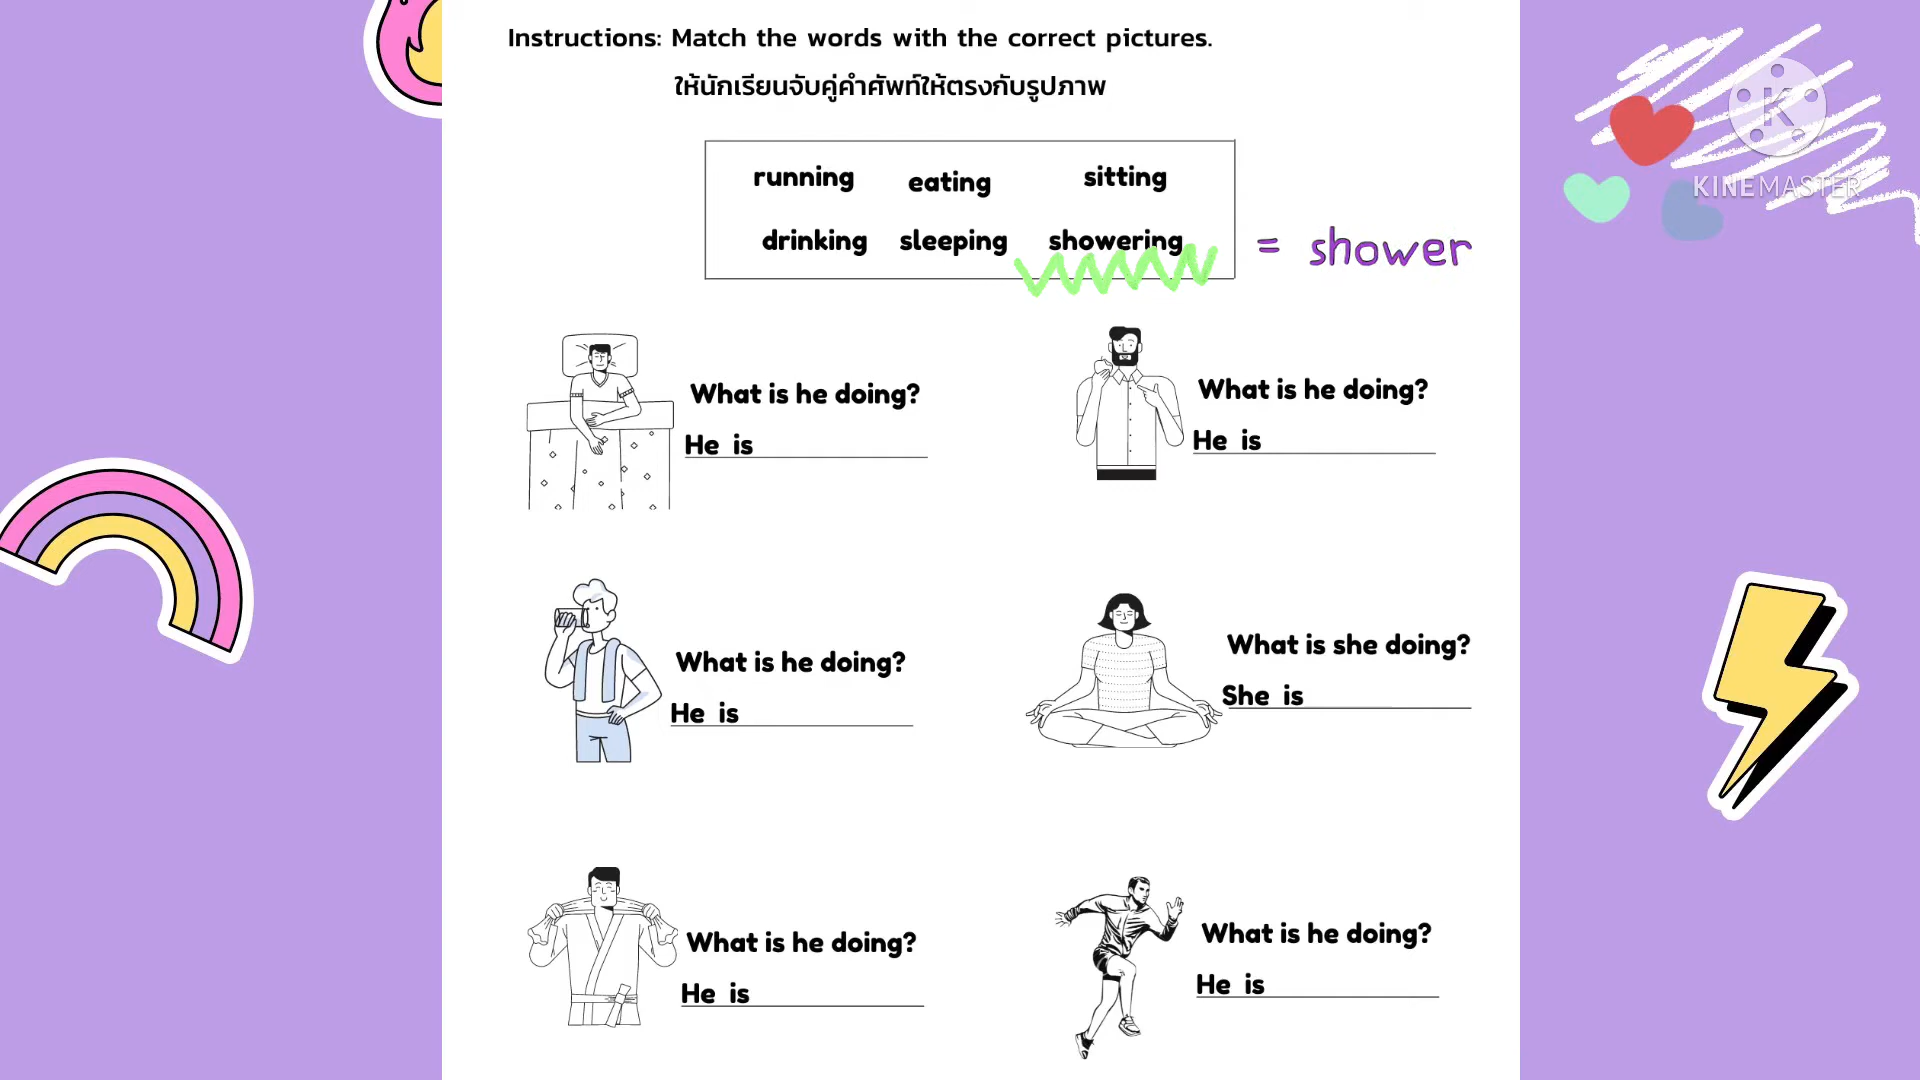 Instructions: Match the words with the correct pictures.
ให้นักเรียนจับคู่คำศัพท์ให้ตรงกับรูปภาพ
K
KINEMASTER
running eating sitting
drinking sleeping showering = shower
What is he doing?
He is
What is he doing?
He is
What is he doing?
He is
What is she doing?
She is
What is he doing?
He is
What is he doing?
He is